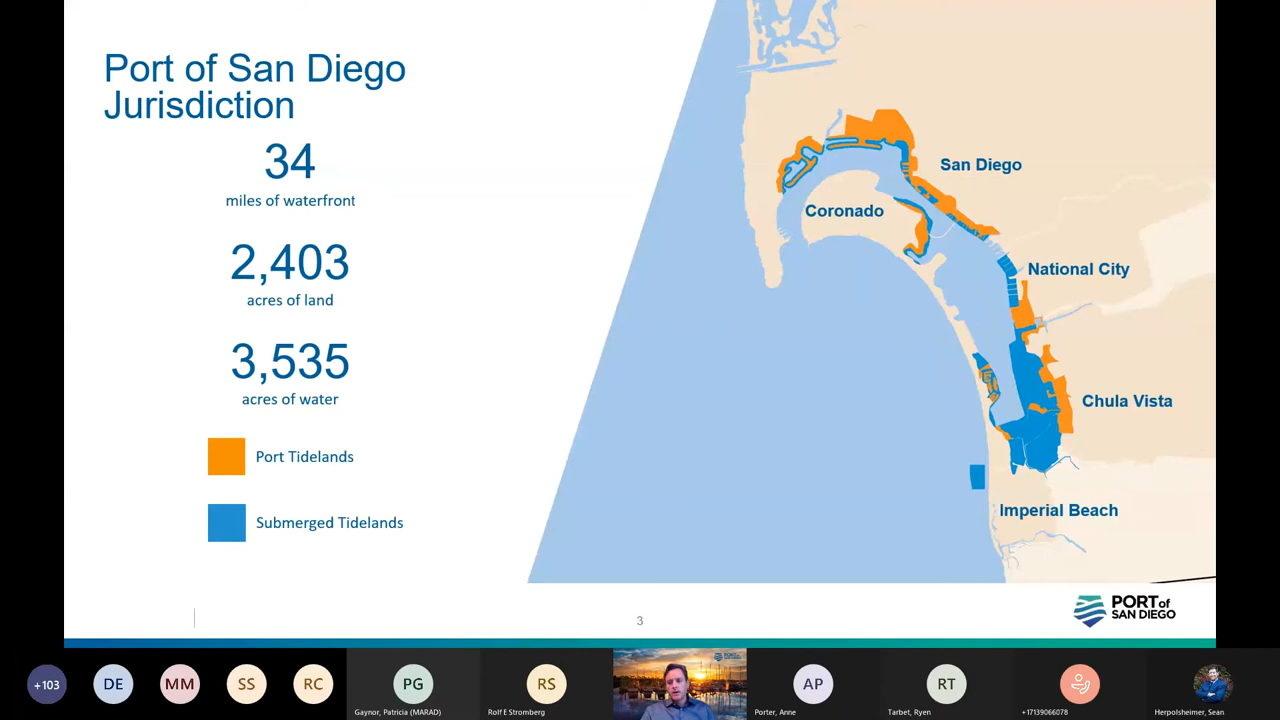 Port of San Diego
Jurisdiction
34
miles of waterfront
2,403
acres of land
3,535
acres of water
Port Tidelands
Submerged Tidelands
San Diego
Coronado
National City
Chula Vista
Imperial Beach
3
PORT of
SAN DIEGO
+103
DE
MM
SS
RC
PG
Gaynor, Patricia (MARAD)
RS
Rolf E Stromberg
AP
Porter, Anne
RT
Tarbet, Ryen
+17139066078
Herpolsheimer, Sean